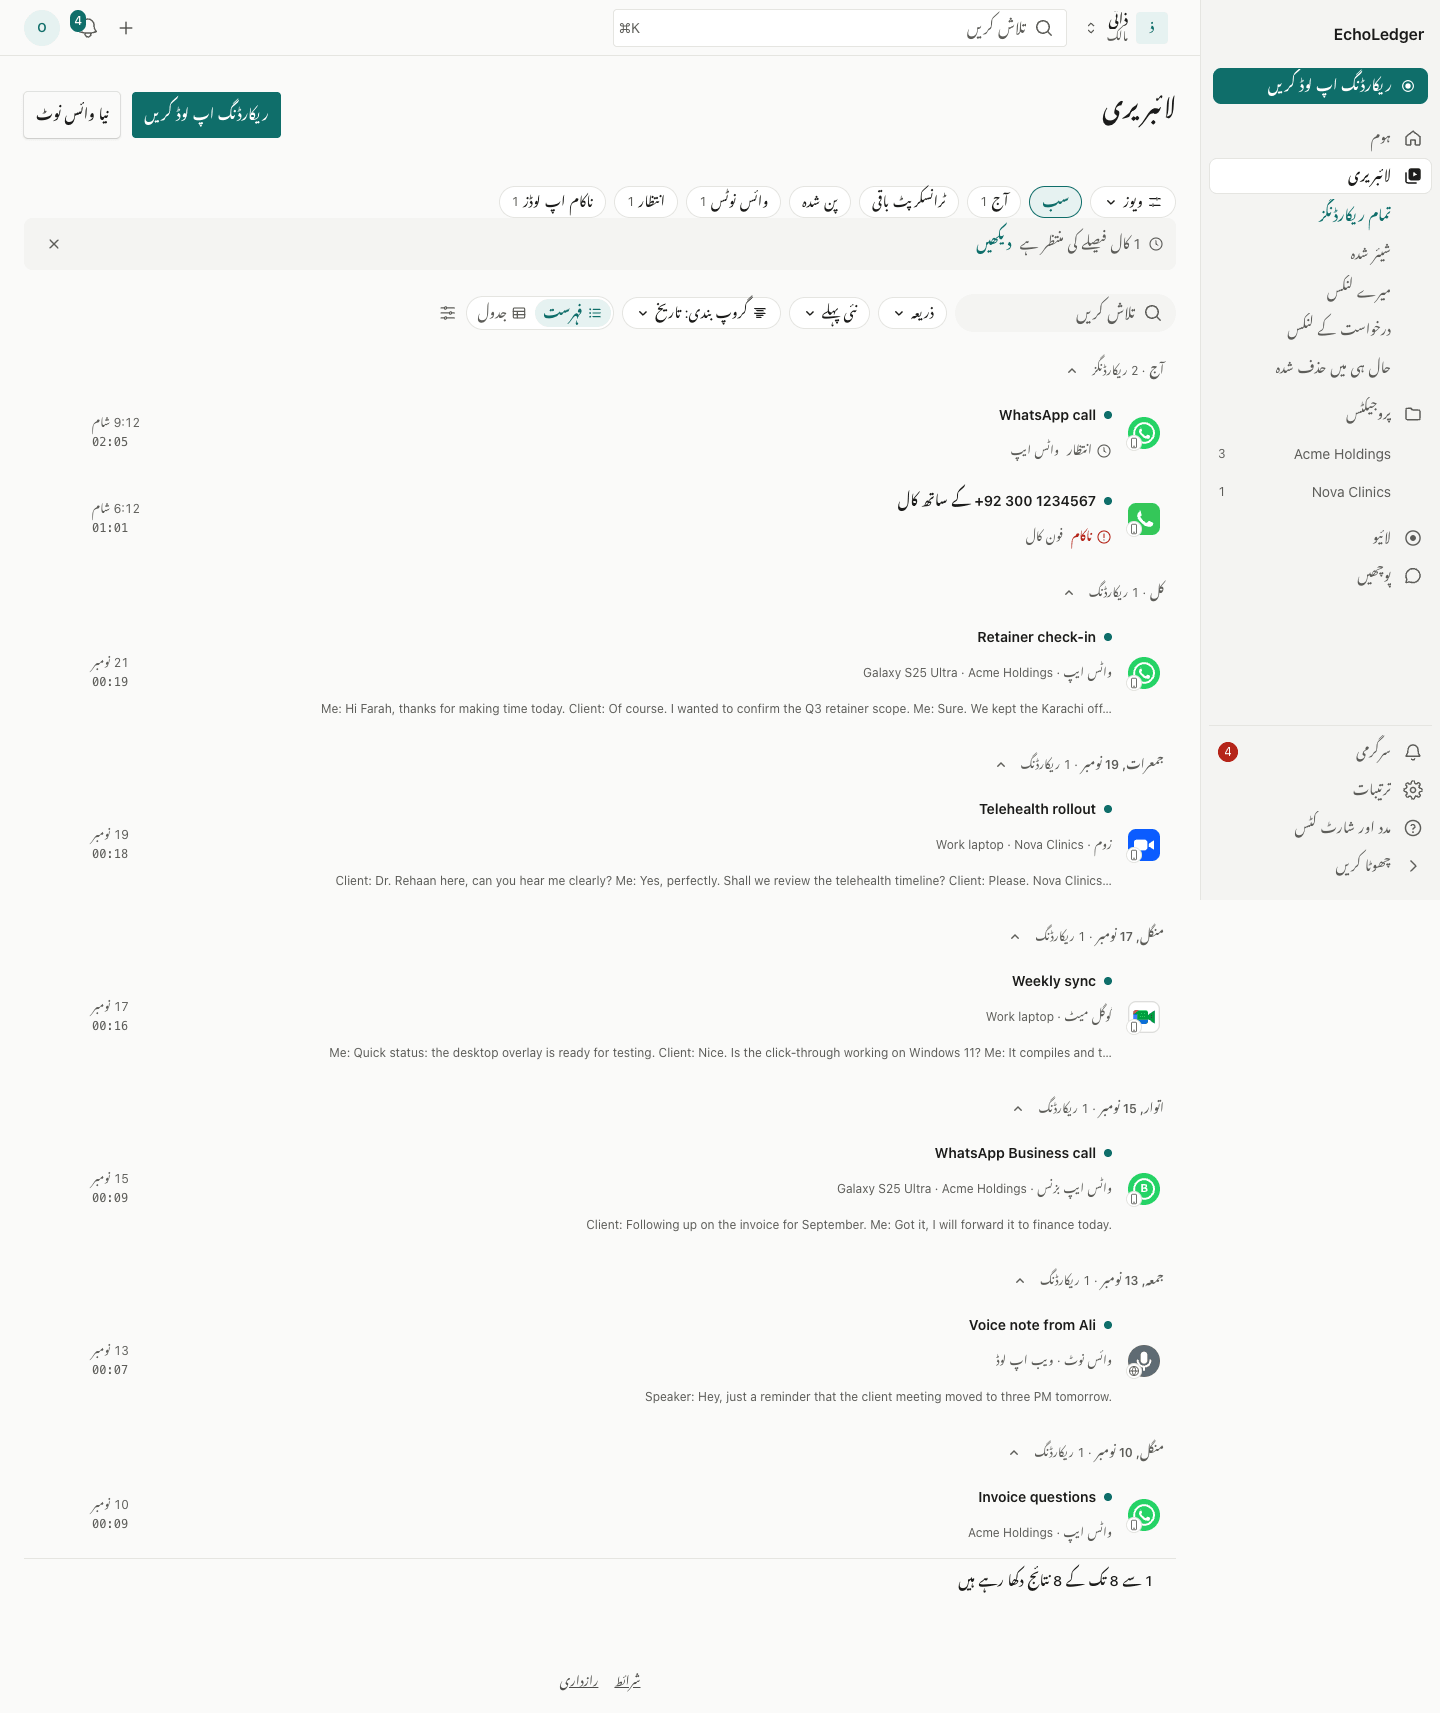 EchoLedger
ریکارڈنگ اپ لوڈ کریں
ہوم
لائبریری
تمام ریکارڈنگز
شیئر شدہ
میرے لنکس
درخواست کے لنکس
حال ہی میں حذف شدہ
پروجیکٹس
Acme Holdings 3
Nova Clinics 1
لائیو
پوچھیں
سرگرمی 4
ترتیبات
مدد اور شارٹ کٹس
چھوٹا کریں
ذ ذاتی
مالک
تلاش کریں ⌘K
4
O
لائبریری
ریکارڈنگ اپ لوڈ کریں
نیا وائس نوٹ
ویوز سب آج 1 ٹرانسکرپٹ باقی پن شدہ وائس نوٹس 1 انتظار 1 ناکام اپ لوڈز 1
1 کال فیصلے کی منتظر ہے دیکھیں
تلاش کریں ذریعہ نئی پہلے گروپ بندی: تاریخ فہرست جدول
آج · 2 ریکارڈنگز
WhatsApp call
انتظار واٹس ایپ
9:12 شام
02:05
+92 300 1234567 کے ساتھ کال
ناکام فون کال
6:12 شام
01:01
کل · 1 ریکارڈنگ
Retainer check-in
واٹس ایپ · Galaxy S25 Ultra · Acme Holdings
Me: Hi Farah, thanks for making time today. Client: Of course. I wanted to confirm the Q3 retainer scope. Me: Sure. We kept the Karachi off...
21 نومبر
00:19
جمعرات, 19 نومبر · 1 ریکارڈنگ
Telehealth rollout
زوم · Work laptop · Nova Clinics
Client: Dr. Rehaan here, can you hear me clearly? Me: Yes, perfectly. Shall we review the telehealth timeline? Client: Please. Nova Clinics...
19 نومبر
00:18
منگل, 17 نومبر · 1 ریکارڈنگ
Weekly sync
گوگل میٹ · Work laptop
Me: Quick status: the desktop overlay is ready for testing. Client: Nice. Is the click-through working on Windows 11? Me: It compiles and t...
17 نومبر
00:16
اتوار, 15 نومبر · 1 ریکارڈنگ
WhatsApp Business call
واٹس ایپ بزنس · Galaxy S25 Ultra · Acme Holdings
Client: Following up on the invoice for September. Me: Got it, I will forward it to finance today.
15 نومبر
00:09
جمعہ, 13 نومبر · 1 ریکارڈنگ
Voice note from Ali
وائس نوٹ · ویب اپ لوڈ
Speaker: Hey, just a reminder that the client meeting moved to three PM tomorrow.
13 نومبر
00:07
منگل, 10 نومبر · 1 ریکارڈنگ
Invoice questions
واٹس ایپ · Acme Holdings
10 نومبر
00:09
1 سے 8 تک کے 8 نتائج دکھا رہے ہیں
شرائط رازداری